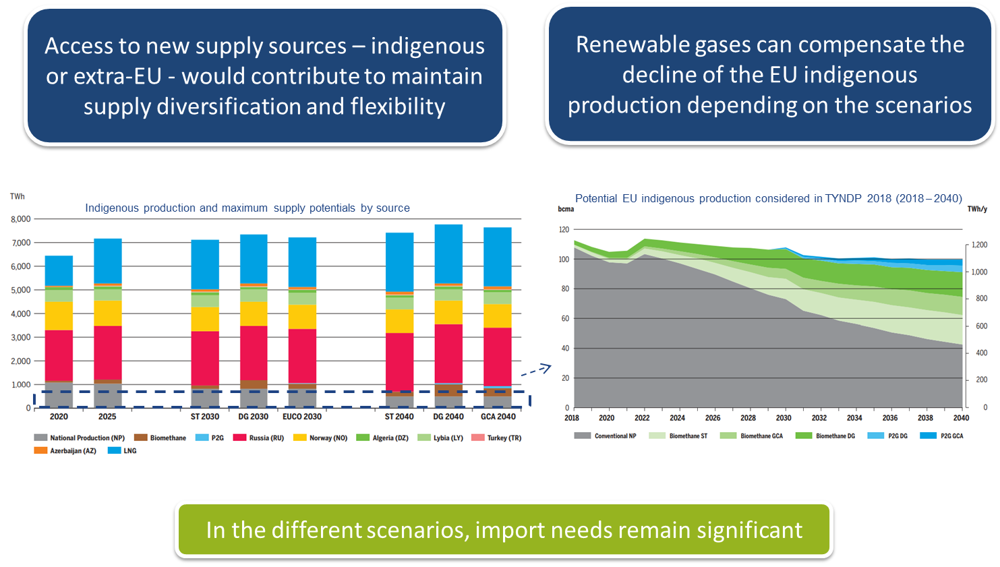 Access to new supply sources – indigenous
or extra-EU - would contribute to maintain
supply diversification and flexibility
Renewable gases can compensate the
decline of the EU indigenous
production depending on the scenarios
TWh
Indigenous production and maximum supply potentials by source
8,000
7,000
6,000
5,000
4,000
3,000
2,000
1,000
0
2020 2025 ST 2030 DG 2030 EUCO 2030 ST 2040 DG 2040 GCA 2040
National Production (NP) Biomethane P2G Russia (RU) Norway (NO) Algeria (DZ) Lybia (LY) Turkey (TR)
Azerbaijan (AZ) LNG
Potential EU indigenous production considered in TYNDP 2018 (2018–2040)
bcma TWh/y
120
100
80
60
40
20
0
1,200
1,000
800
600
400
200
0
2018 2020 2022 2024 2026 2028 2030 2032 2034 2036 2038 2040
Conventional NP Biomethane ST Biomethane GCA Biomethane DG P2G DG P2G GCA
In the different scenarios, import needs remain significant